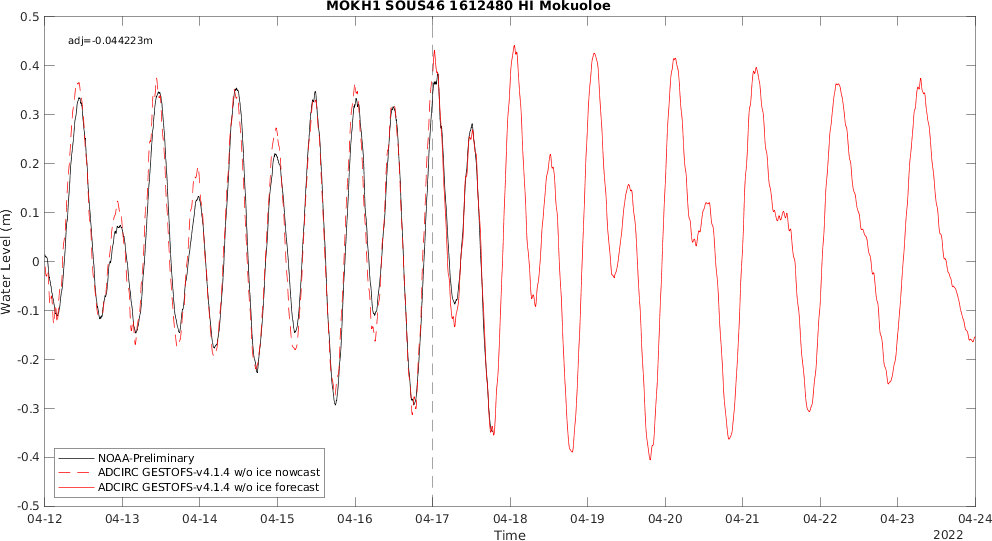 MOKH1 SOUS46 1612480 HI Mokuoloe
adj=-0.044223m
Water Level (m)
0.5
0.4
0.3
0.2
0.1
0
-0.1
-0.2
-0.3
-0.4
-0.5
NOAA-Preliminary
ADCIRC GESTOFS-v4.1.4 w/o ice nowcast
ADCIRC GESTOFS-v4.1.4 w/o ice forecast
04-12 04-13 04-14 04-15 04-16 04-17 04-18 04-19 04-20 04-21 04-22 04-23 04-24
Time
2022